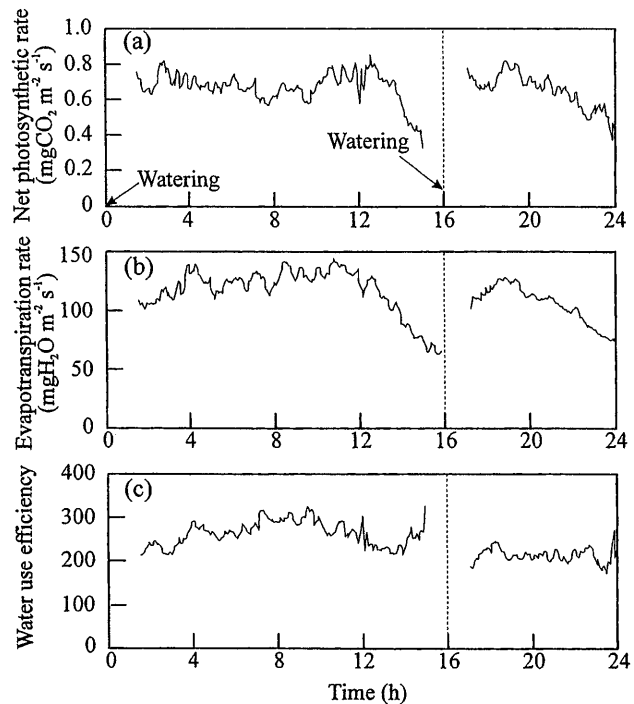 Net photosynthetic rate
(mgCO₂ m⁻² s⁻¹)
1.0
0.8
0.6
0.4
0.2
0
(a)
Watering
Watering
0 4 8 12 16 20 24
Evapotranspiration rate
(mgH₂O m⁻² s⁻¹)
150
100
50
0
(b)
0 4 8 12 16 20 24
Water use efficiency
400
300
200
100
0
(c)
0 4 8 12 16 20 24
Time (h)